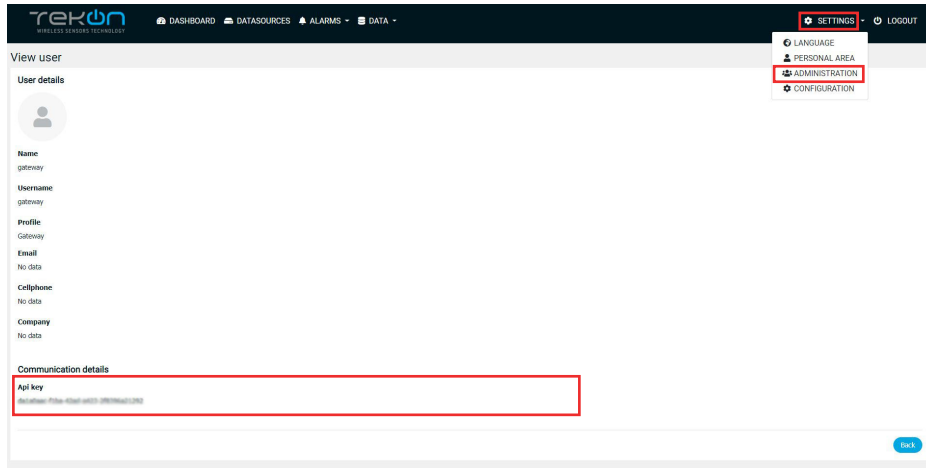 Tekon
WIRELESS SENSORS TECHNOLOGY
DASHBOARD DATASOURCES ALARMS DATA SETTINGS LOGOUT
LANGUAGE
PERSONAL AREA
ADMINISTRATION
CONFIGURATION
View user
User details
Name
gateway
Username
gateway
Profile
Gateway
Email
No data
Cellphone
No data
Company
No data
Communication details
Api key
Back